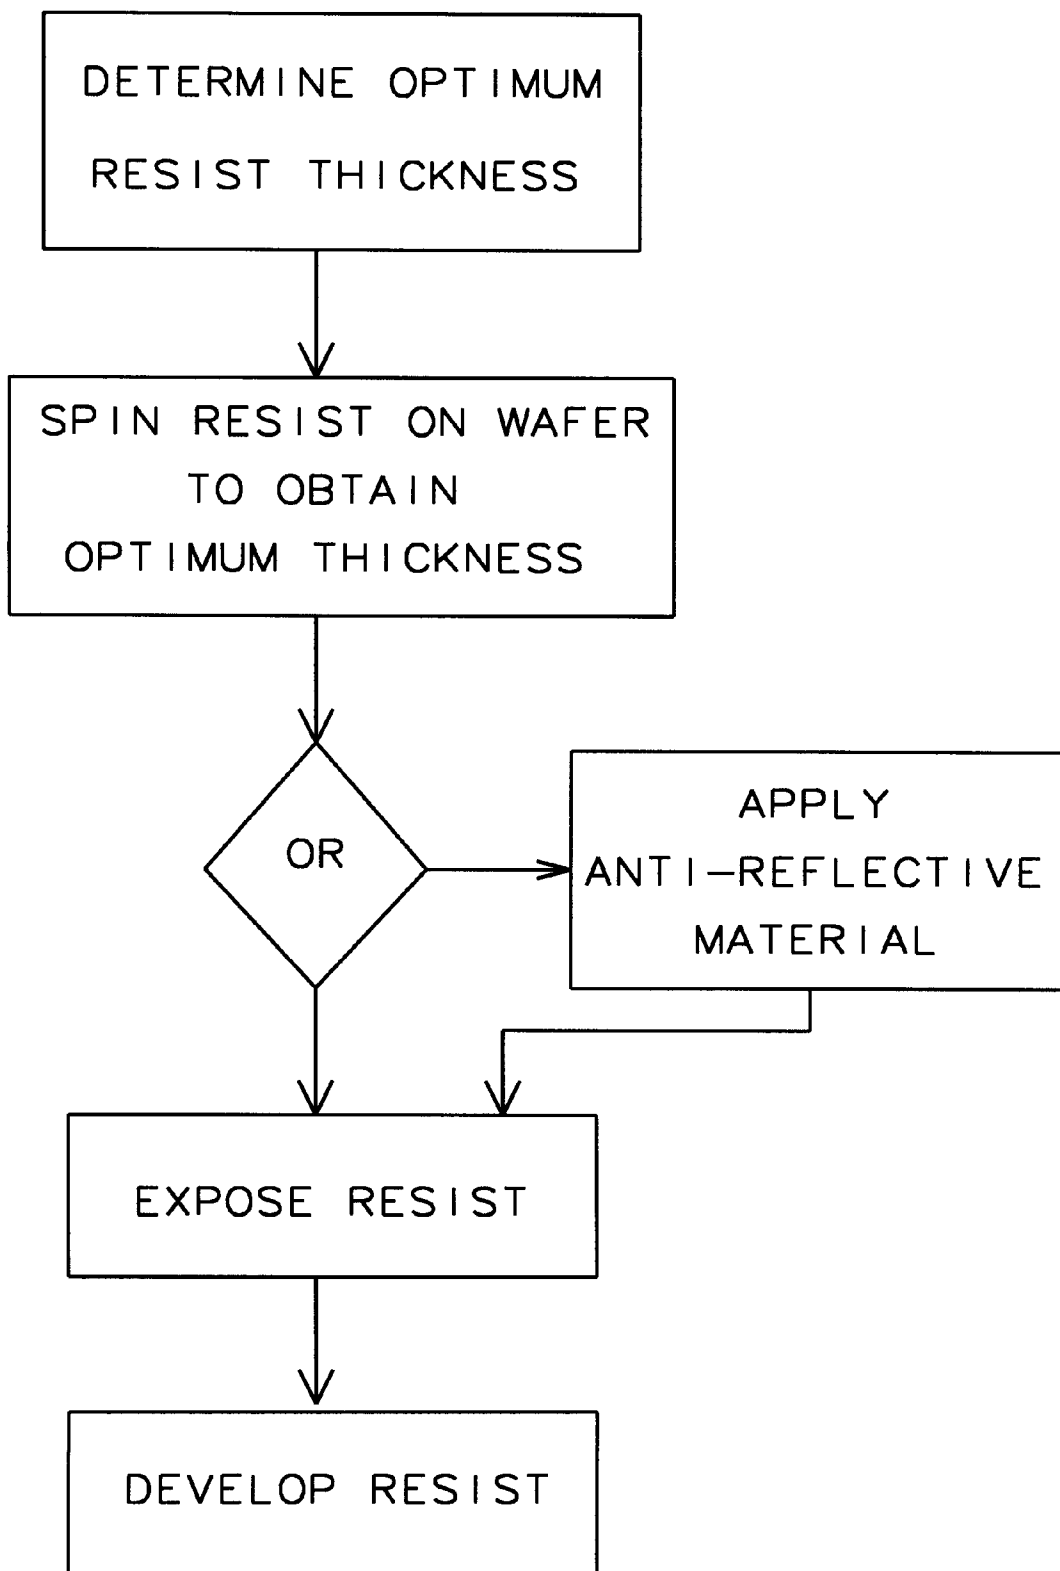 DETERMINE OPTIMUM
RESIST THICKNESS
SPIN RESIST ON WAFER
TO OBTAIN
OPTIMUM THICKNESS
OR
APPLY
ANTI-REFLECTIVE
MATERIAL
EXPOSE RESIST
DEVELOP RESIST